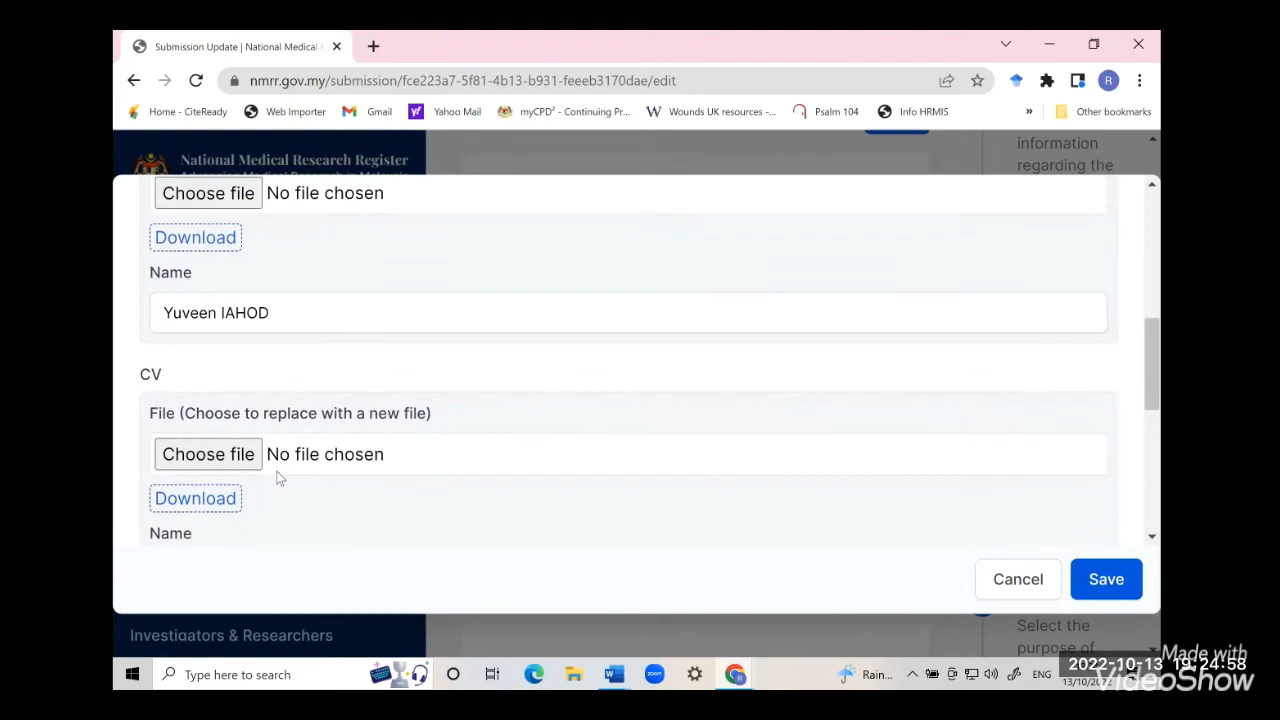 Submission Update | National Medical
nmrr.gov.my/submission/fce223a7-5f81-4b13-b931-feeeb3170dae/edit
R
Home - CiteReady
Web Importer
Gmail
Yahoo Mail
myCPD² - Continuing Pr...
Wounds UK resources -...
Psalm 104
Info HRMIS
»
Other bookmarks
National Medical Research Register
information
regarding the
Choose file No file chosen
Download
Name
Yuveen IAHOD
CV
File (Choose to replace with a new file)
Choose file No file chosen
Download
Name
Cancel
Save
Investigators & Researchers
Select the
purpose of
Type here to search
zoom
Rain...
ENG
13/10/2022
2022-10-13 19:24:58
Made with
VideoShow